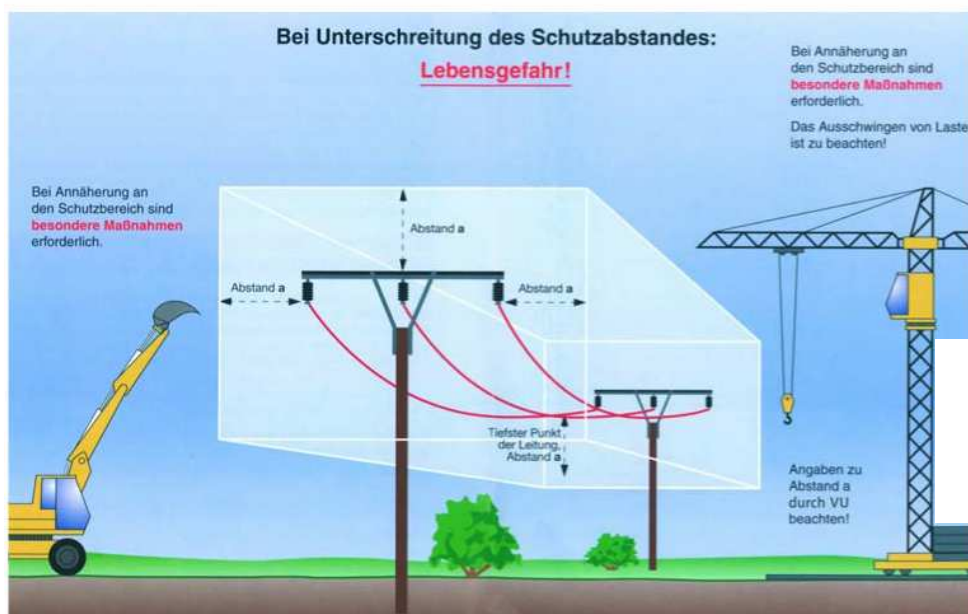 Bei Unterschreitung des Schutzabstandes:
Lebensgefahr!
Bei Annäherung an
den Schutzbereich sind
besondere Maßnahmen
erforderlich.
Das Ausschwingen von Laste
ist zu beachten!
Bei Annäherung an
den Schutzbereich sind
besondere Maßnahmen
erforderlich.
Abstand a
Abstand a
Abstand a
Tiefster Punkt
der Leitung,
Abstand a
Angaben zu
Abstand a
durch VU
beachten!